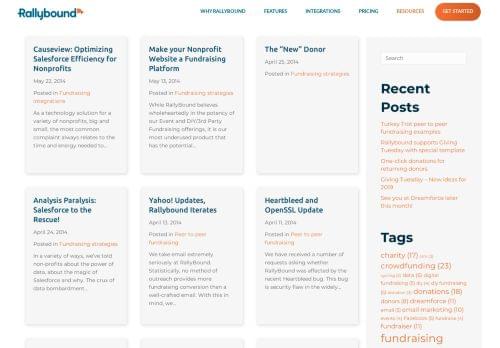 Rallybound
WHY RALLYBOUND
FEATURES
INTEGRATIONS
PRICING
RESOURCES
GET STARTED
Causeview: Optimizing
Salesforce Efficiency for
Nonprofits
May 22, 2014
Posted in Fundraising
integrations
As a technology solution for a
variety of nonprofits, big and
small, the most common
complaint always relates to the
time and energy needed to...
Make your Nonprofit
Website a Fundraising
Platform
May 13, 2014
Posted in Fundraising strategies
While RallyBound believes
wholeheartedly in the potency of
our Event and DIY/3rd Party
Fundraising offerings, it is our
most underused product that
has the potential...
The "New" Donor
April 25, 2014
Posted in Fundraising strategies
Analysis Paralysis:
Salesforce to the
Rescue!
April 24, 2014
Posted in Fundraising strategies
In a variety of ways, we've told
non-profits about the power of
data, about the magic of
Salesforce and why. The crux of
data bombardment...
Yahoo! Updates,
Rallybound Iterates
April 13, 2014
Posted in Peer to peer
fundraising
We take email extremely
seriously at Rallybound.
Statistically, no method of
outreach provides more
fundraising conversion than a
well-crafted email. With this in
mind, we...
Heartbleed and
OpenSSL Update
April 11, 2014
Posted in Peer to peer
fundraising
We have received a number of
requests asking whether
RallyBound was affected by the
recent Heartbleed bug. This bug
is security flaw in the widely...
Search
Recent
Posts
Turkey Trot peer to peer
fundraising examples
Rallybound supports Giving
Tuesday with special template
One-click donations for
returning donors
Giving Tuesday – New ideas for
2019
See you at Dreamforce later
this month!
Tags
charity (17)
crowdfunding (23)
data (5) digital
fundraising (5) diy (4) diy fundraising
(5) donations (18)
donors (8) dreamforce (11)
email (5) email marketing (10)
events (4) Facebook (5) fundraise (4)
fundraiser (11)
fundraising